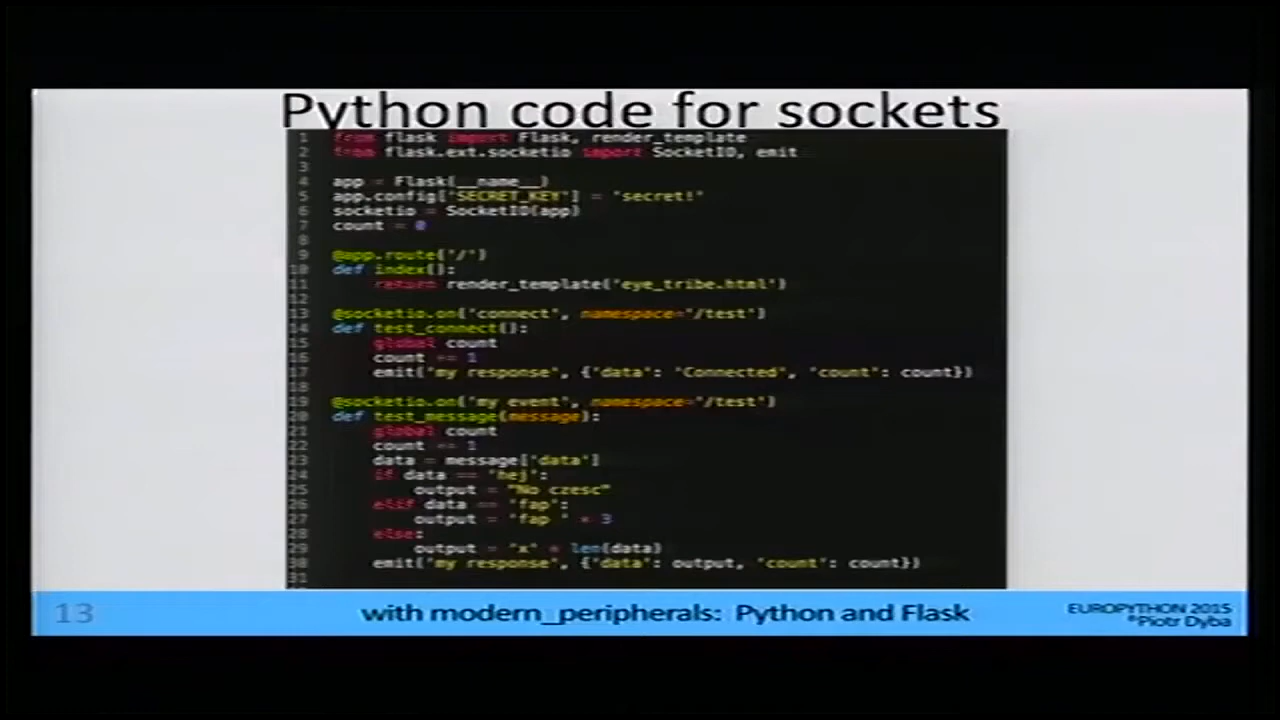 Python code for sockets
1 from flask import Flask, render_template
2 from flask.ext.socketio import SocketIO, emit
3
4 app = Flask(__name__)
5 app.config['SECRET_KEY'] = 'secret!'
6 socketio = SocketIO(app)
7 count = 0
8
9 @app.route('/')
10 def index():
11 return render_template('eye_tribe.html')
12
13 @socketio.on('connect', namespace='/test')
14 def test_connect():
15 global count
16 count += 1
17 emit('my response', {'data': 'Connected', 'count': count})
18
19 @socketio.on('my event', namespace='/test')
20 def test_message(message):
21 global count
22 count += 1
23 data = message['data']
24 if data == 'hej':
25 output = "No czesc"
26 elif data == 'fap':
27 output = 'fap ' * 3
28 else:
29 output = 'x' * len(data)
30 emit('my response', {'data': output, 'count': count})
31
13
with modern_peripherals: Python and Flask
EUROPYTHON 2015
©Piotr Dyba